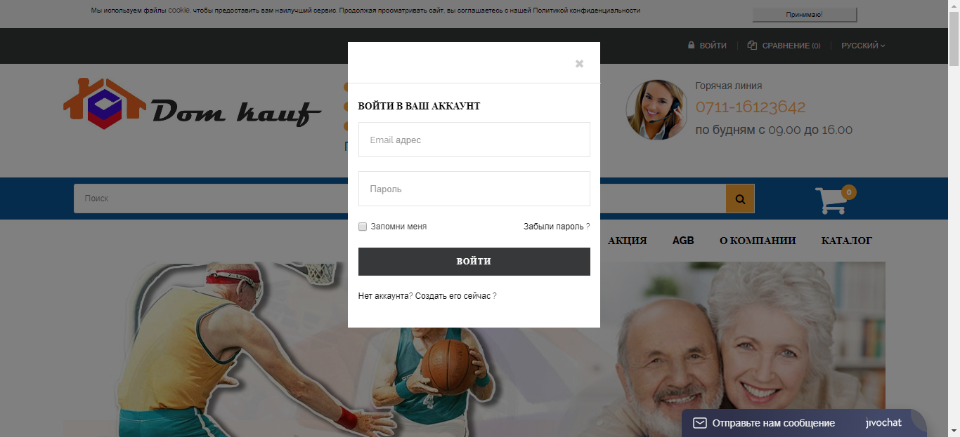 Мы используем файлы cookie, чтобы предоставить вам наилучший сервис. Продолжая просматривать сайт, вы соглашаетесь с нашей Политикой конфиденциальности
Принимаю!
ВОЙТИ
СРАВНЕНИЕ (0)
РУССКИЙ
Dom kauf
Горячая линия
0711-16123642
по будням с 09.00 до 16.00
ВОЙТИ В ВАШ АККАУНТ
Email адрес
Пароль
Запомни меня
Забыли пароль ?
ВОЙТИ
Нет аккаунта? Создать его сейчас ?
Поиск
0
АКЦИЯ
AGB
О КОМПАНИИ
КАТАЛОГ
Отправьте нам сообщение
jivochat